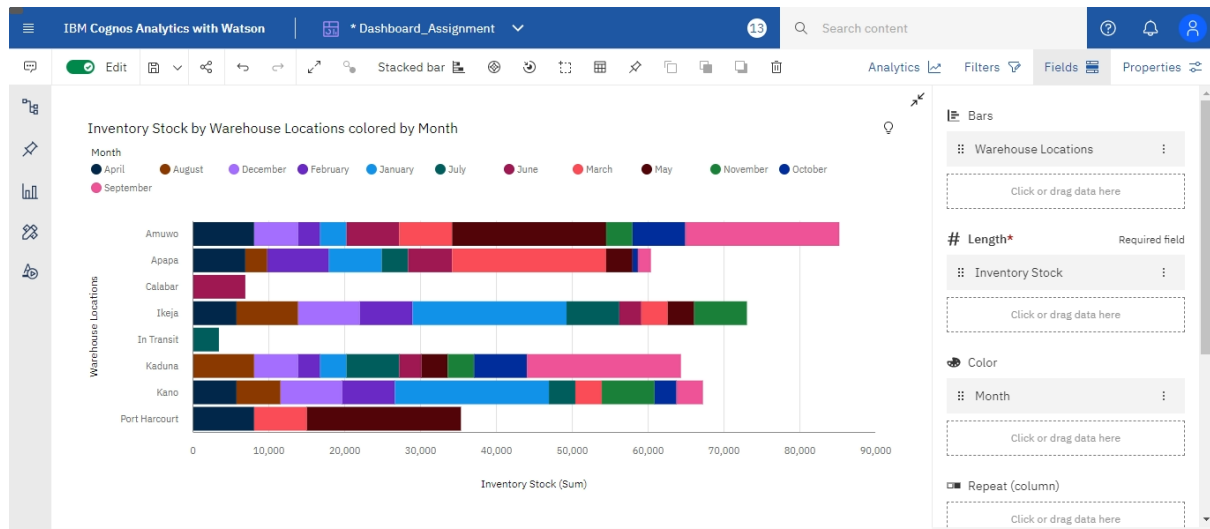 IBM Cognos Analytics with Watson
* Dashboard_Assignment
13
Search content
Edit
Stacked bar
Analytics
Filters
Fields
Properties
Inventory Stock by Warehouse Locations colored by Month
Month
April August December February January July June March May November October
September
Warehouse Locations
Amuwo
Apapa
Calabar
Ikeja
In Transit
Kaduna
Kano
Port Harcourt
0 10,000 20,000 30,000 40,000 50,000 60,000 70,000 80,000 90,000
Inventory Stock (Sum)
Bars
Warehouse Locations
Click or drag data here
# Length*
Required field
Inventory Stock
Click or drag data here
Color
Month
Click or drag data here
Repeat (column)
Click or drag data here